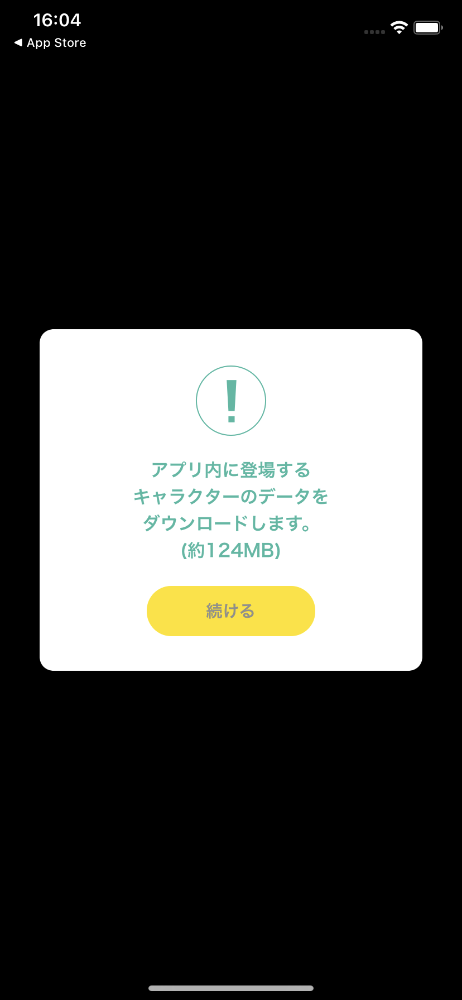 16:04
◀ App Store
!
アプリ内に登場する
キャラクターのデータを
ダウンロードします。
(約124MB)
続ける